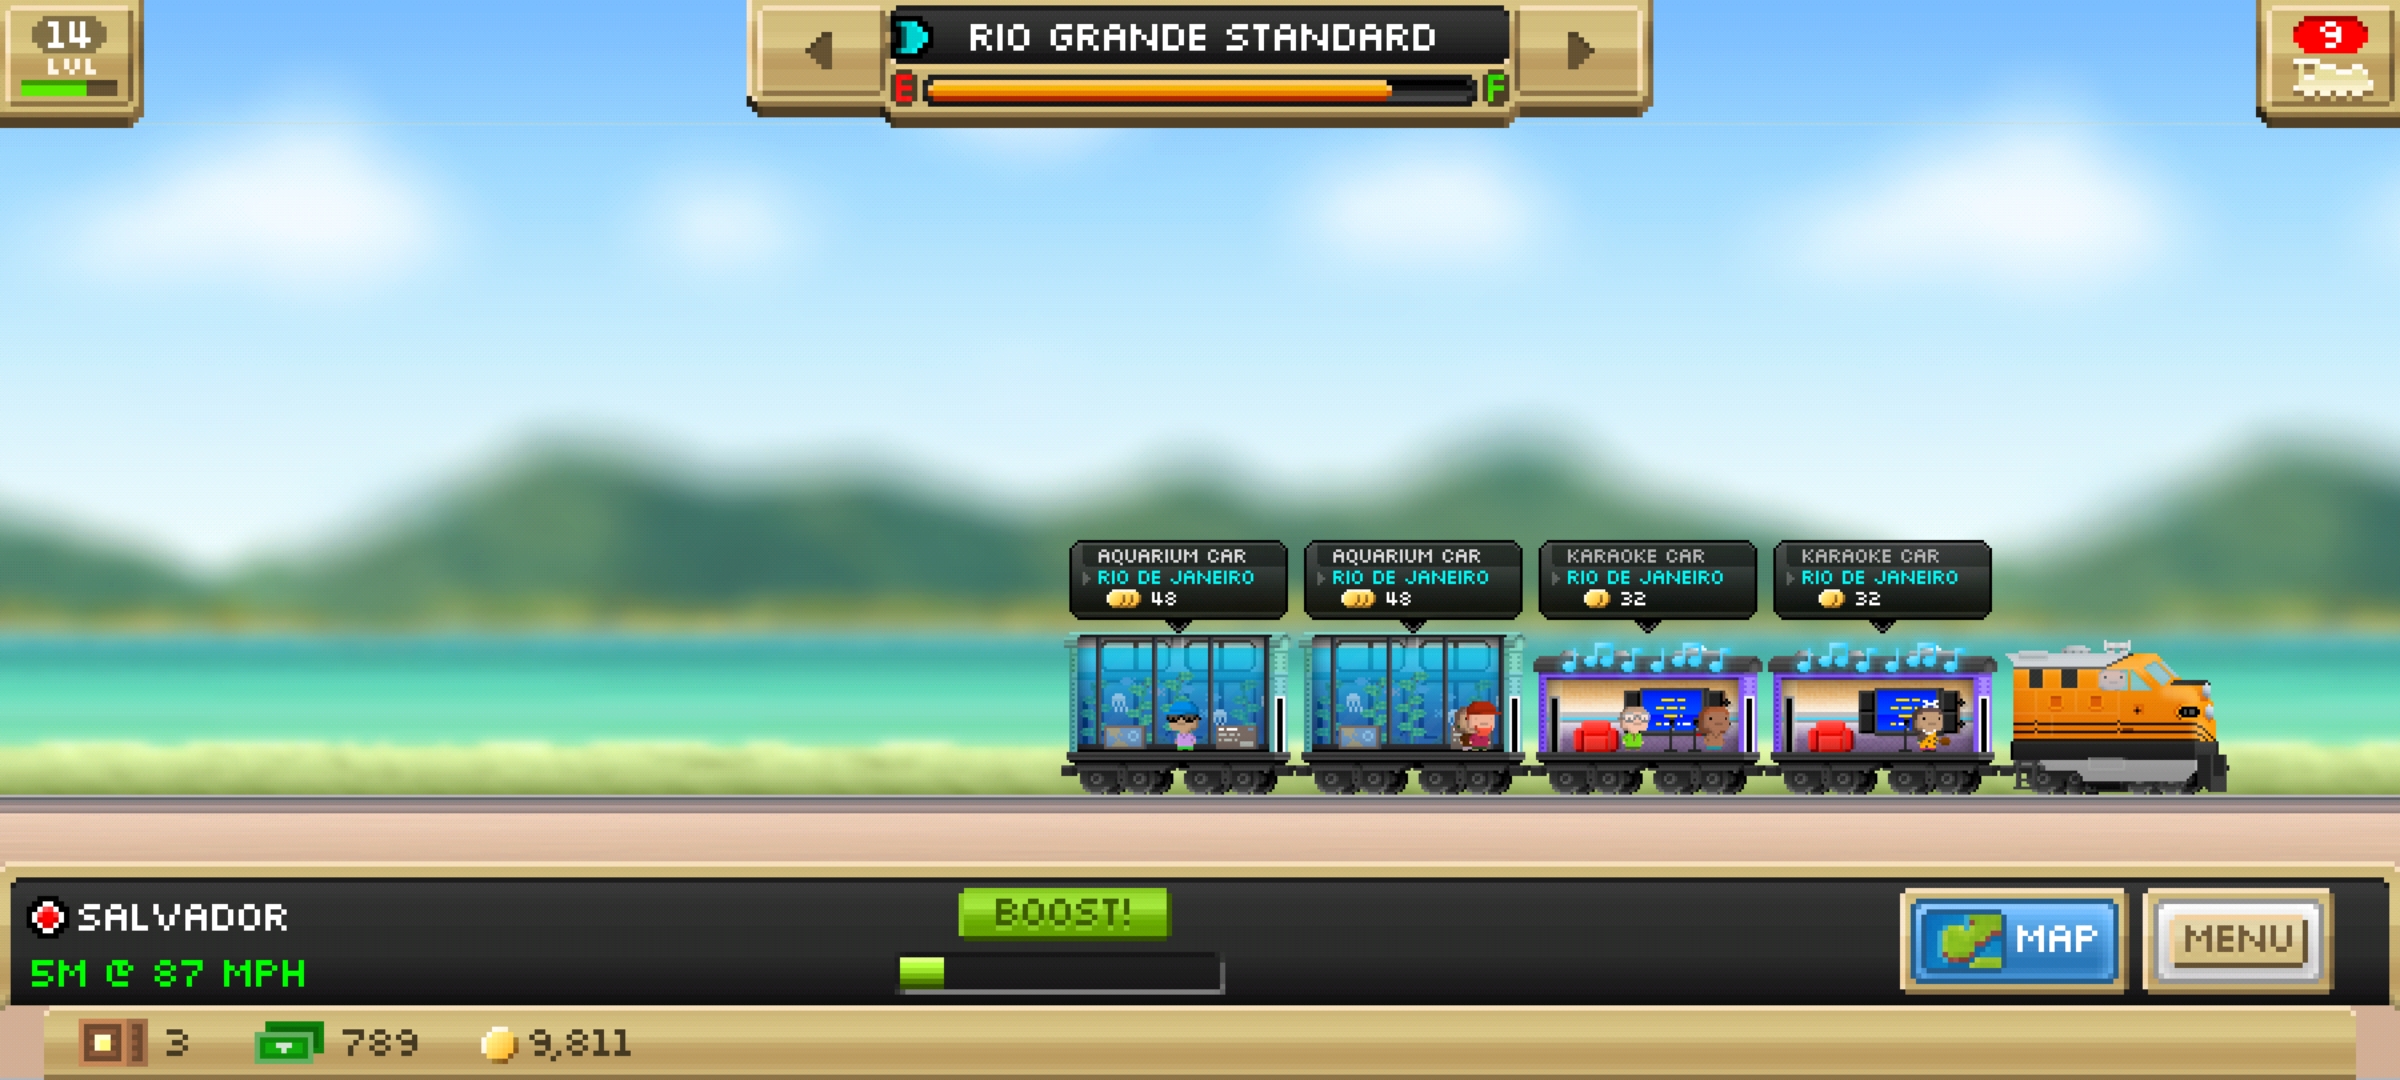 14
LVL
RIO GRANDE STANDARD
E
F
9
AQUARIUM CAR
RIO DE JANEIRO
48
AQUARIUM CAR
RIO DE JANEIRO
48
KARAOKE CAR
RIO DE JANEIRO
32
KARAOKE CAR
RIO DE JANEIRO
32
SALVADOR
5M @ 87 MPH
BOOST!
MAP
MENU
3
789
9,811